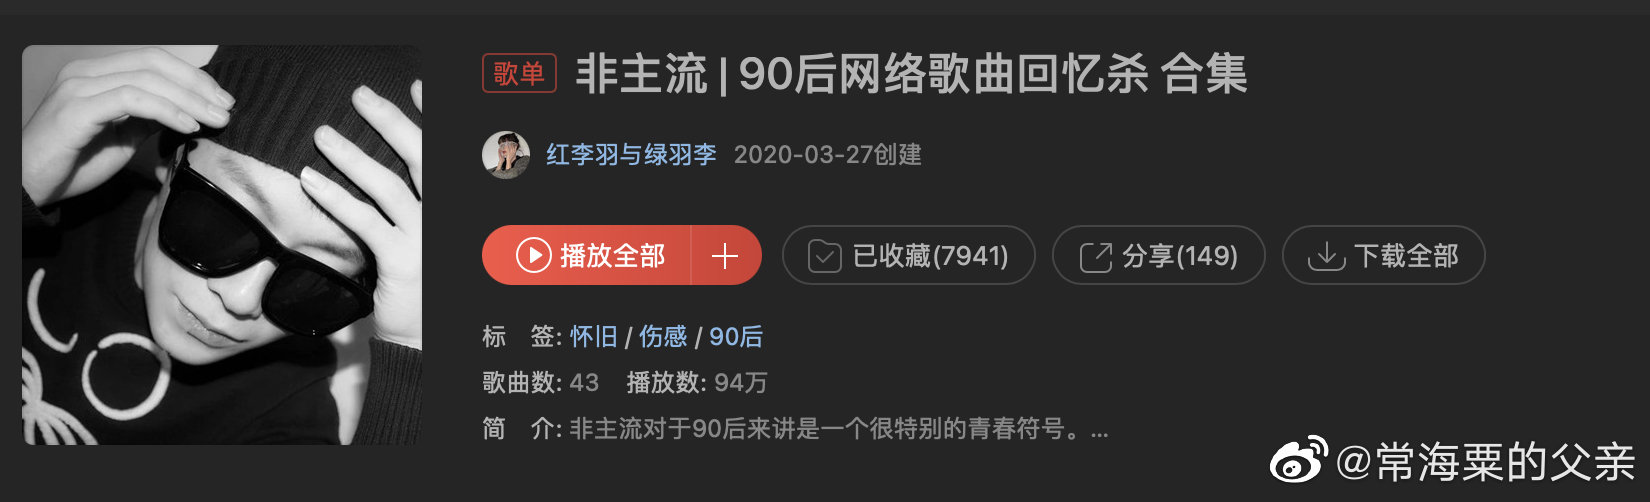 歌单 非主流 | 90后网络歌曲回忆杀 合集
红李羽与绿羽李 2020-03-27创建
播放全部 已收藏(7941) 分享(149) 下载全部
标 签: 怀旧 / 伤感 / 90后
歌曲数: 43 播放数: 94万
简 介: 非主流对于90后来讲是一个很特别的青春符号。...
@常海粟的父亲